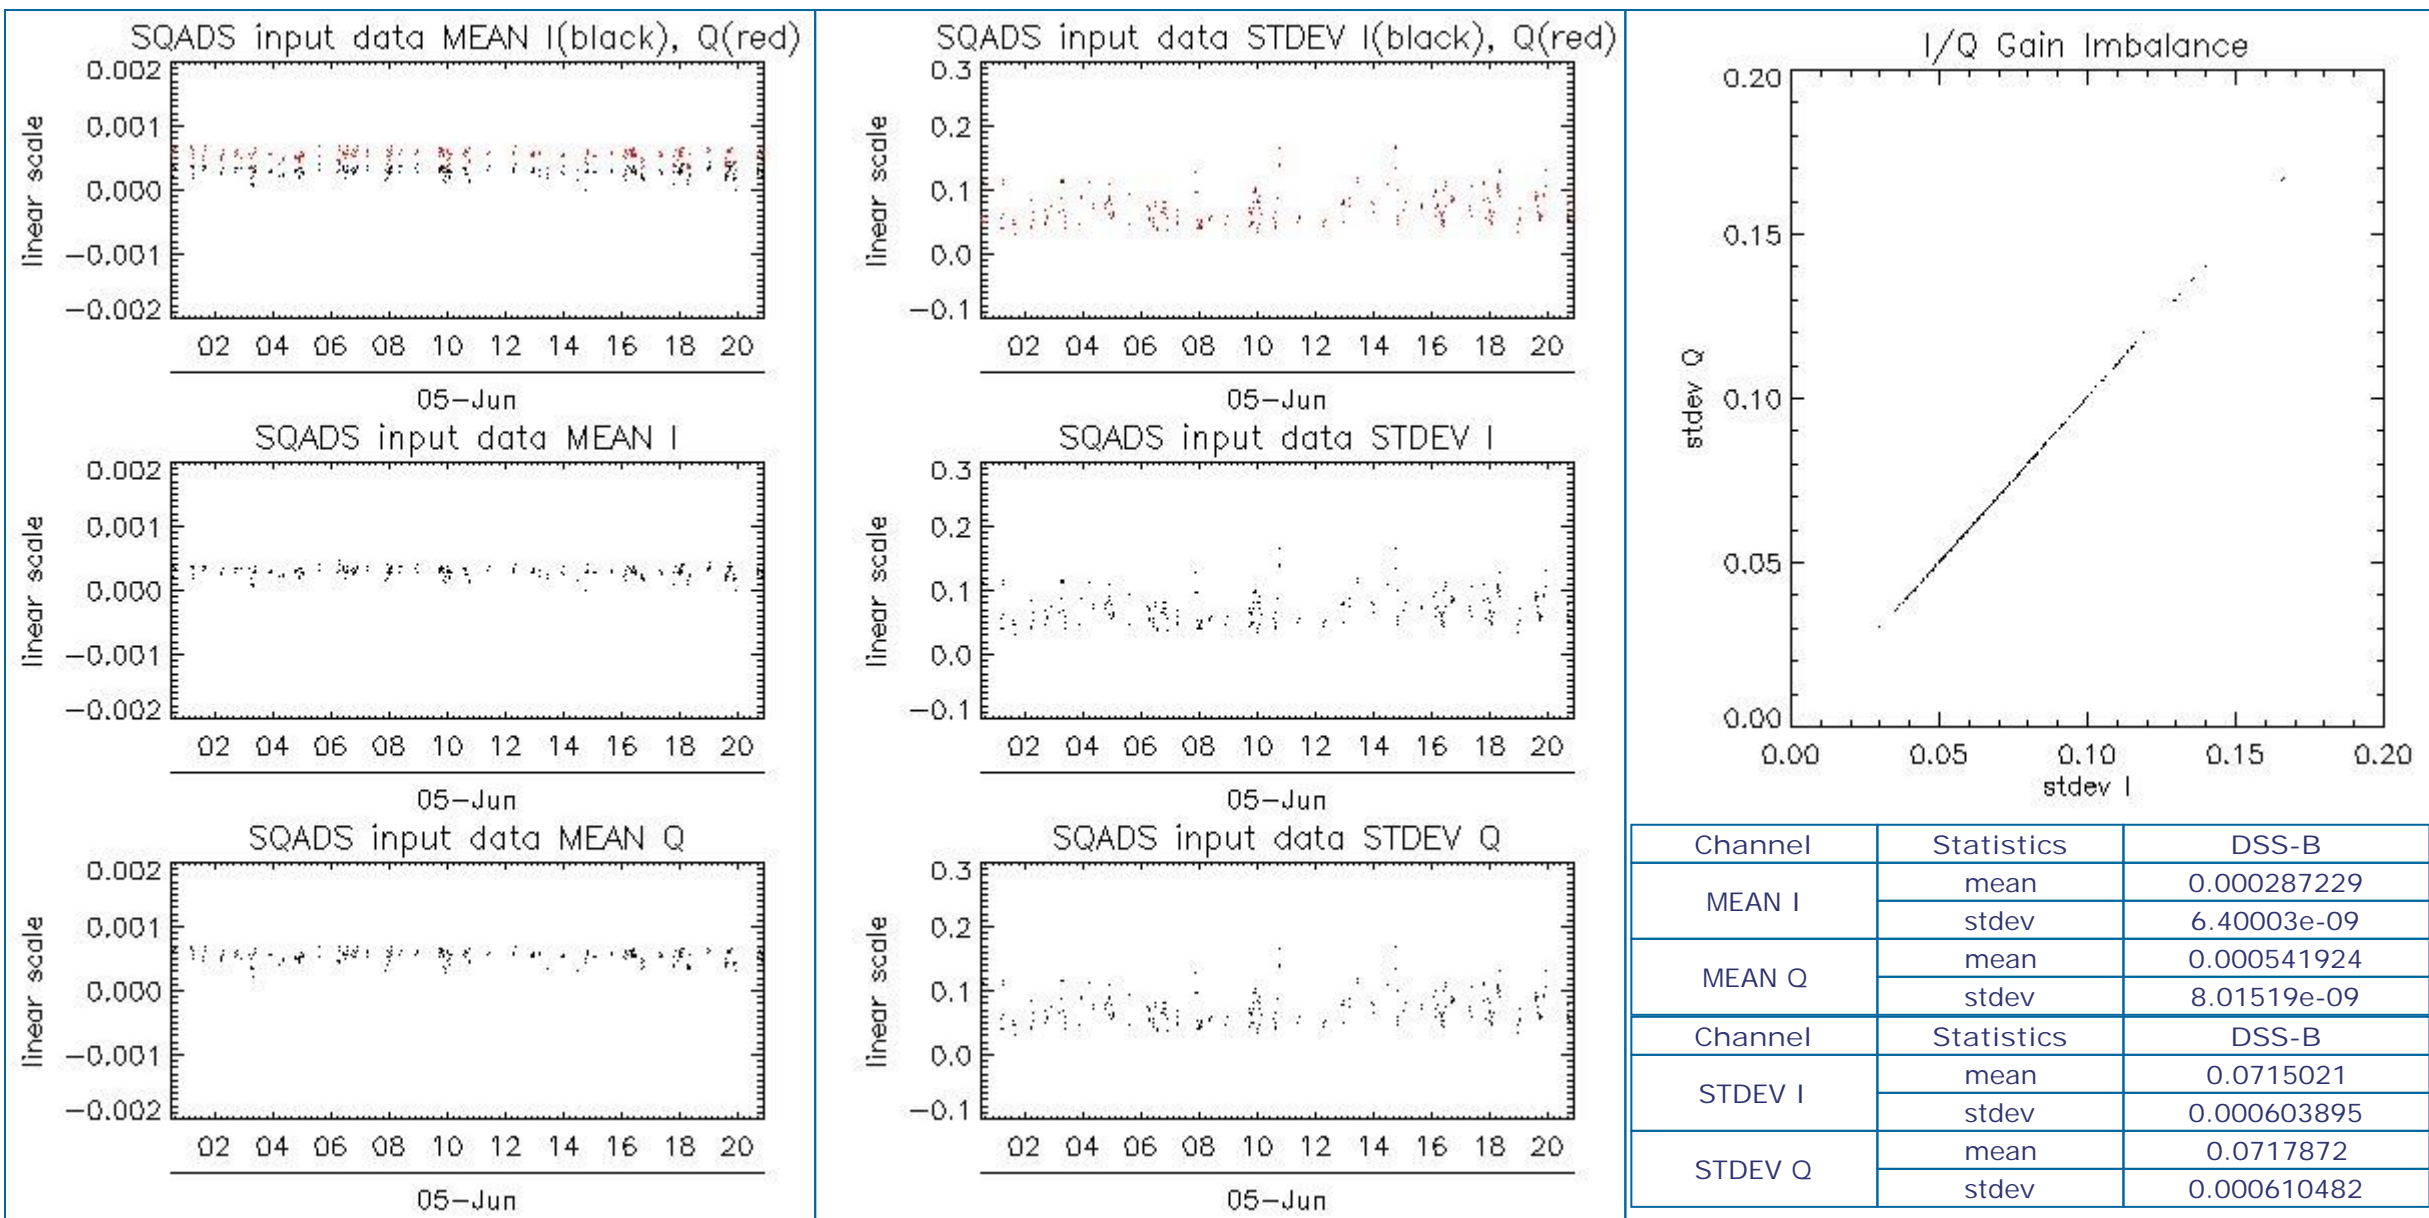 SQADS input data MEAN I(black), Q(red)
0.002
0.001
0.000
-0.001
-0.002
linear scale
02 04 06 08 10 12 14 16 18 20
05-Jun
SQADS input data MEAN I
0.002
0.001
0.000
-0.001
-0.002
linear scale
02 04 06 08 10 12 14 16 18 20
05-Jun
SQADS input data MEAN Q
0.002
0.001
0.000
-0.001
-0.002
linear scale
02 04 06 08 10 12 14 16 18 20
05-Jun
SQADS input data STDEV I(black), Q(red)
0.3
0.2
0.1
0.0
-0.1
linear scale
02 04 06 08 10 12 14 16 18 20
05-Jun
SQADS input data STDEV I
0.3
0.2
0.1
0.0
-0.1
linear scale
02 04 06 08 10 12 14 16 18 20
05-Jun
SQADS input data STDEV Q
0.3
0.2
0.1
0.0
-0.1
linear scale
02 04 06 08 10 12 14 16 18 20
05-Jun
I/Q Gain Imbalance
0.20
0.15
0.10
0.05
0.00
stdev Q
0.00 0.05 0.10 0.15 0.20
stdev I
Channel Statistics DSS-B
MEAN I mean 0.000287229
stdev 6.40003e-09
MEAN Q mean 0.000541924
stdev 8.01519e-09
Channel Statistics DSS-B
STDEV I mean 0.0715021
stdev 0.000603895
STDEV Q mean 0.0717872
stdev 0.000610482